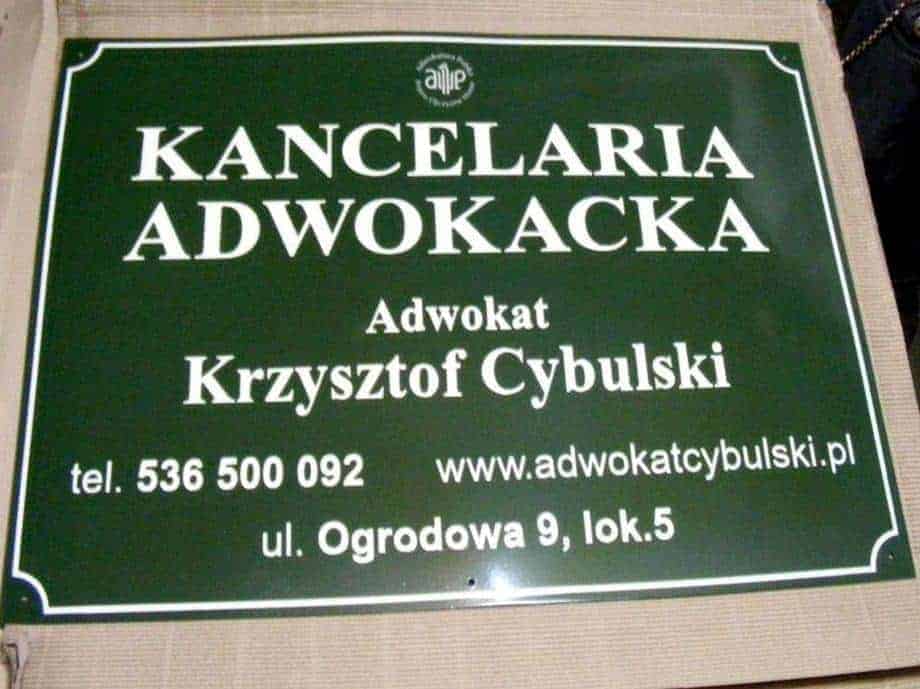 KANCELARIA
ADWOKACKA
Adwokat
Krzysztof Cybulski
tel. 536 500 092
www.adwokatcybulski.pl
ul. Ogrodowa 9, lok.5